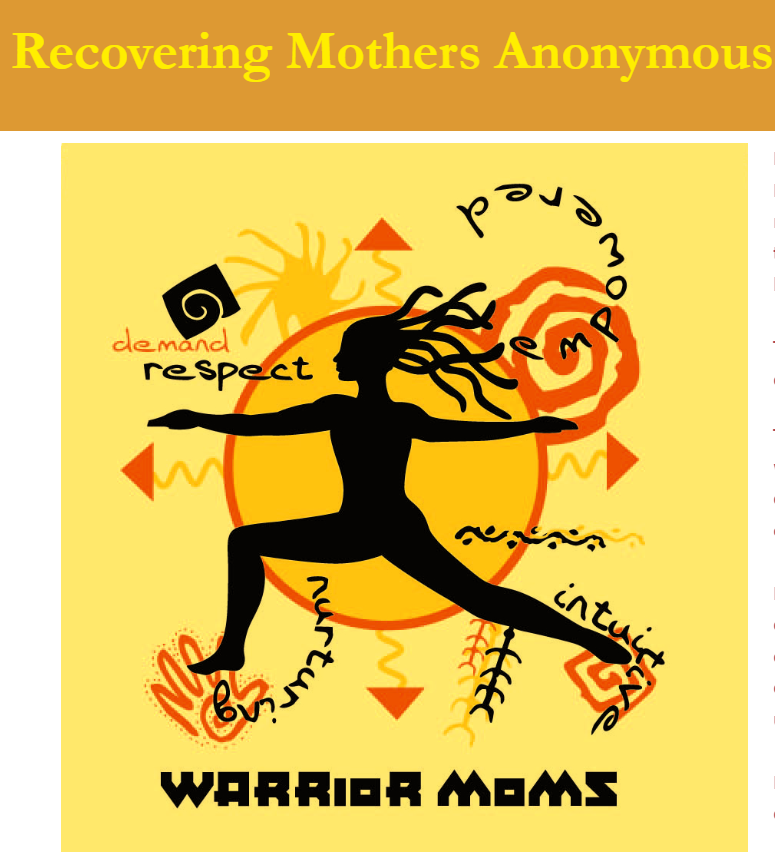 Recovering Mothers Anonymous
empowered
demand
respect
nurturing
intuitive
WARRIOR MOMS